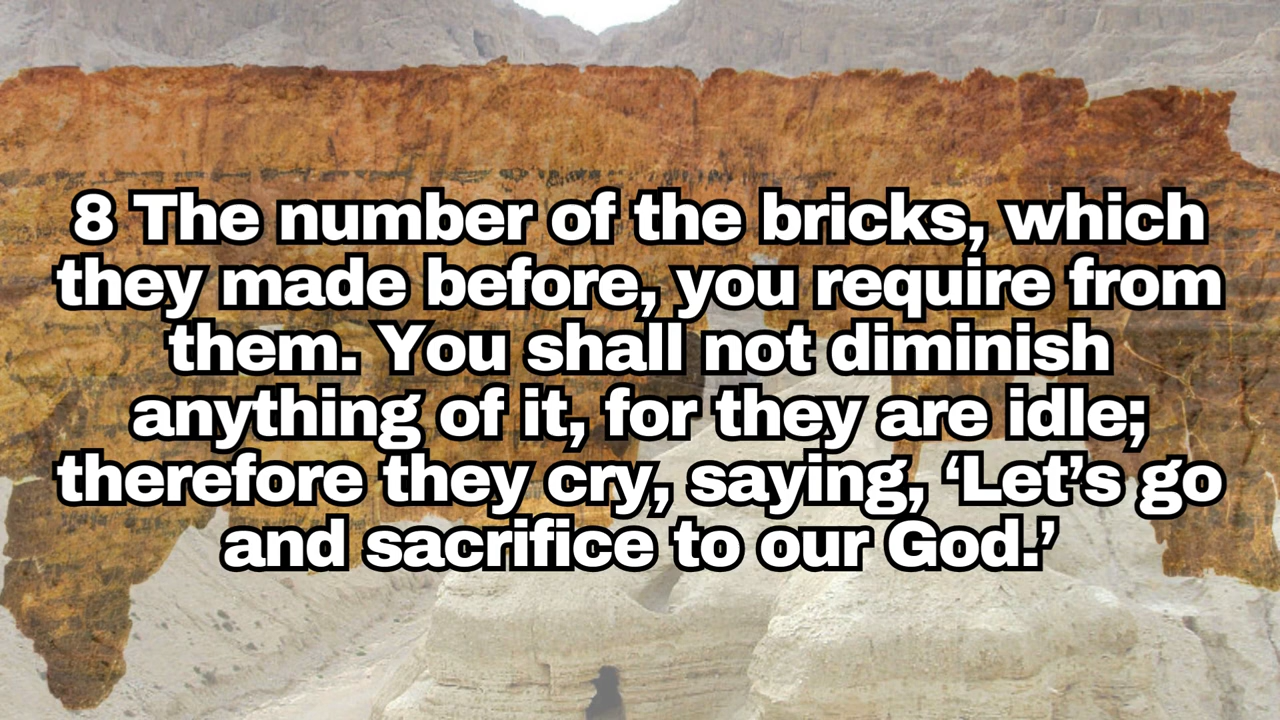 8 The number of the bricks, which
they made before, you require from
them. You shall not diminish
anything of it, for they are idle;
therefore they cry, saying, ‘Let’s go
and sacrifice to our God.’